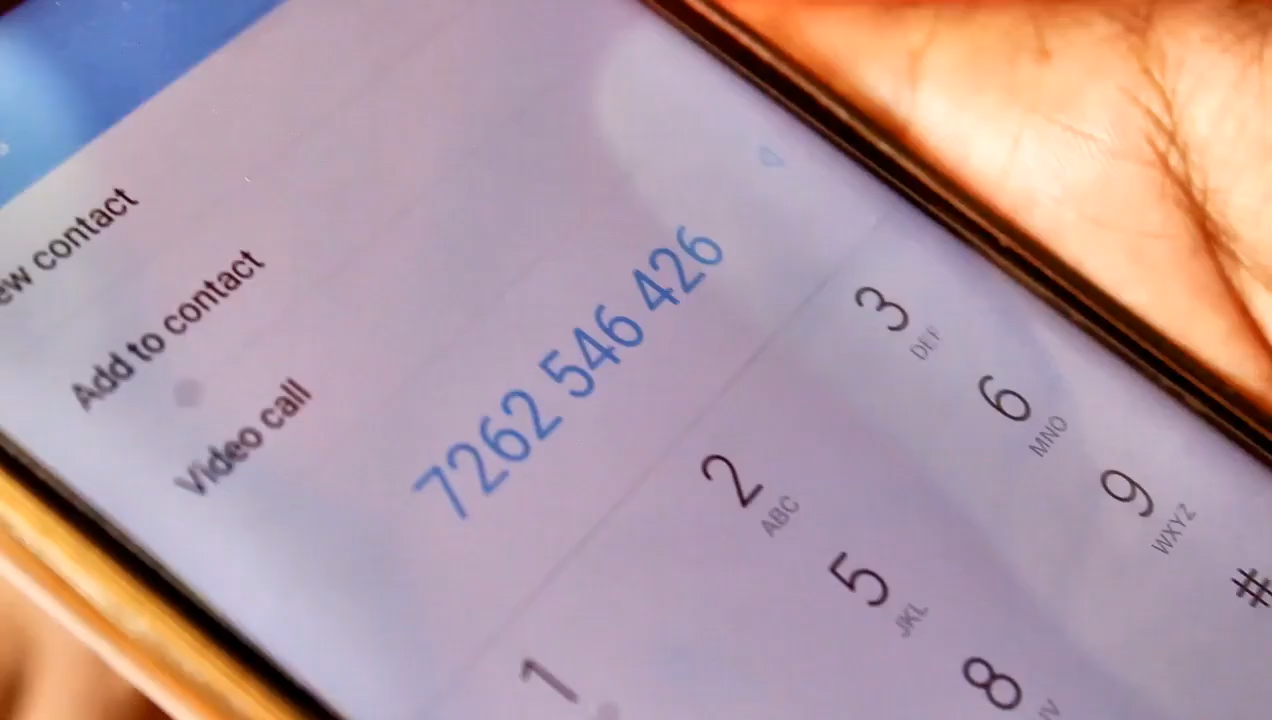 ew contact
Add to contact
Video call
7262 546 426
1
2 ABC
3 DEF
5 JKL
6 MNO
8
9 WXYZ
#